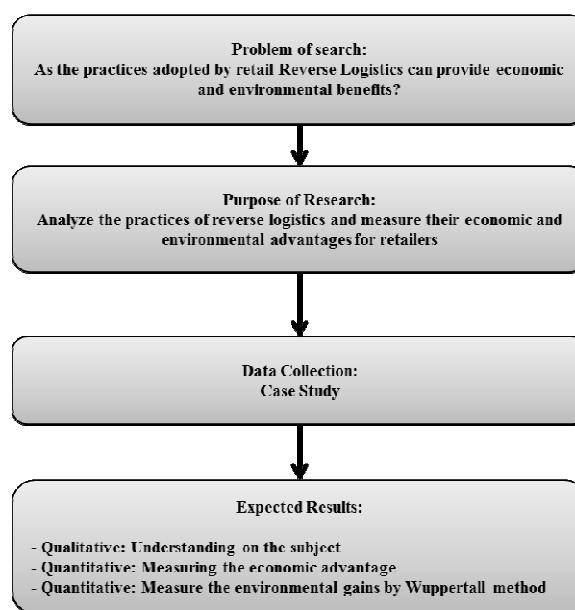 Problem of search:
As the practices adopted by retail Reverse Logistics can provide economic
and environmental benefits?
Purpose of Research:
Analyze the practices of reverse logistics and measure their economic and
environmental advantages for retailers
Data Collection:
Case Study
Expected Results:
- Qualitative: Understanding on the subject
- Quantitative: Measuring the economic advantage
- Quantitative: Measure the environmental gains by Wuppertall method